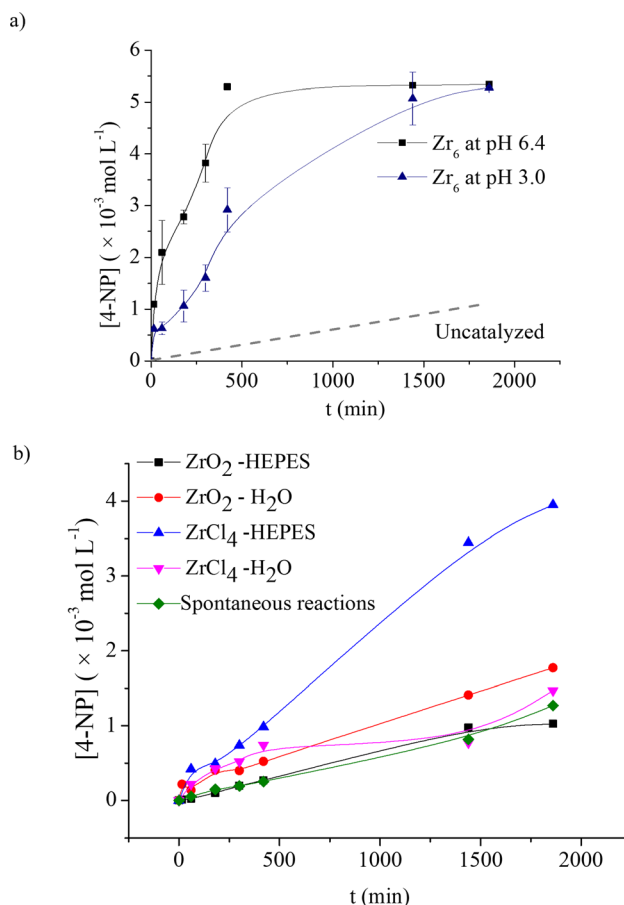 a)
6
5
4
3
2
1
0
[4-NP] ( × 10⁻³ mol L⁻¹)
Zr₆ at pH 6.4
Zr₆ at pH 3.0
Uncatalyzed
0 500 1000 1500 2000
t (min)
b)
ZrO₂ -HEPES
ZrO₂ - H₂O
ZrCl₄ -HEPES
ZrCl₄ -H₂O
Spontaneous reactions
4
3
2
1
0
[4-NP] ( × 10⁻³ mol L⁻¹)
0 500 1000 1500 2000
t (min)